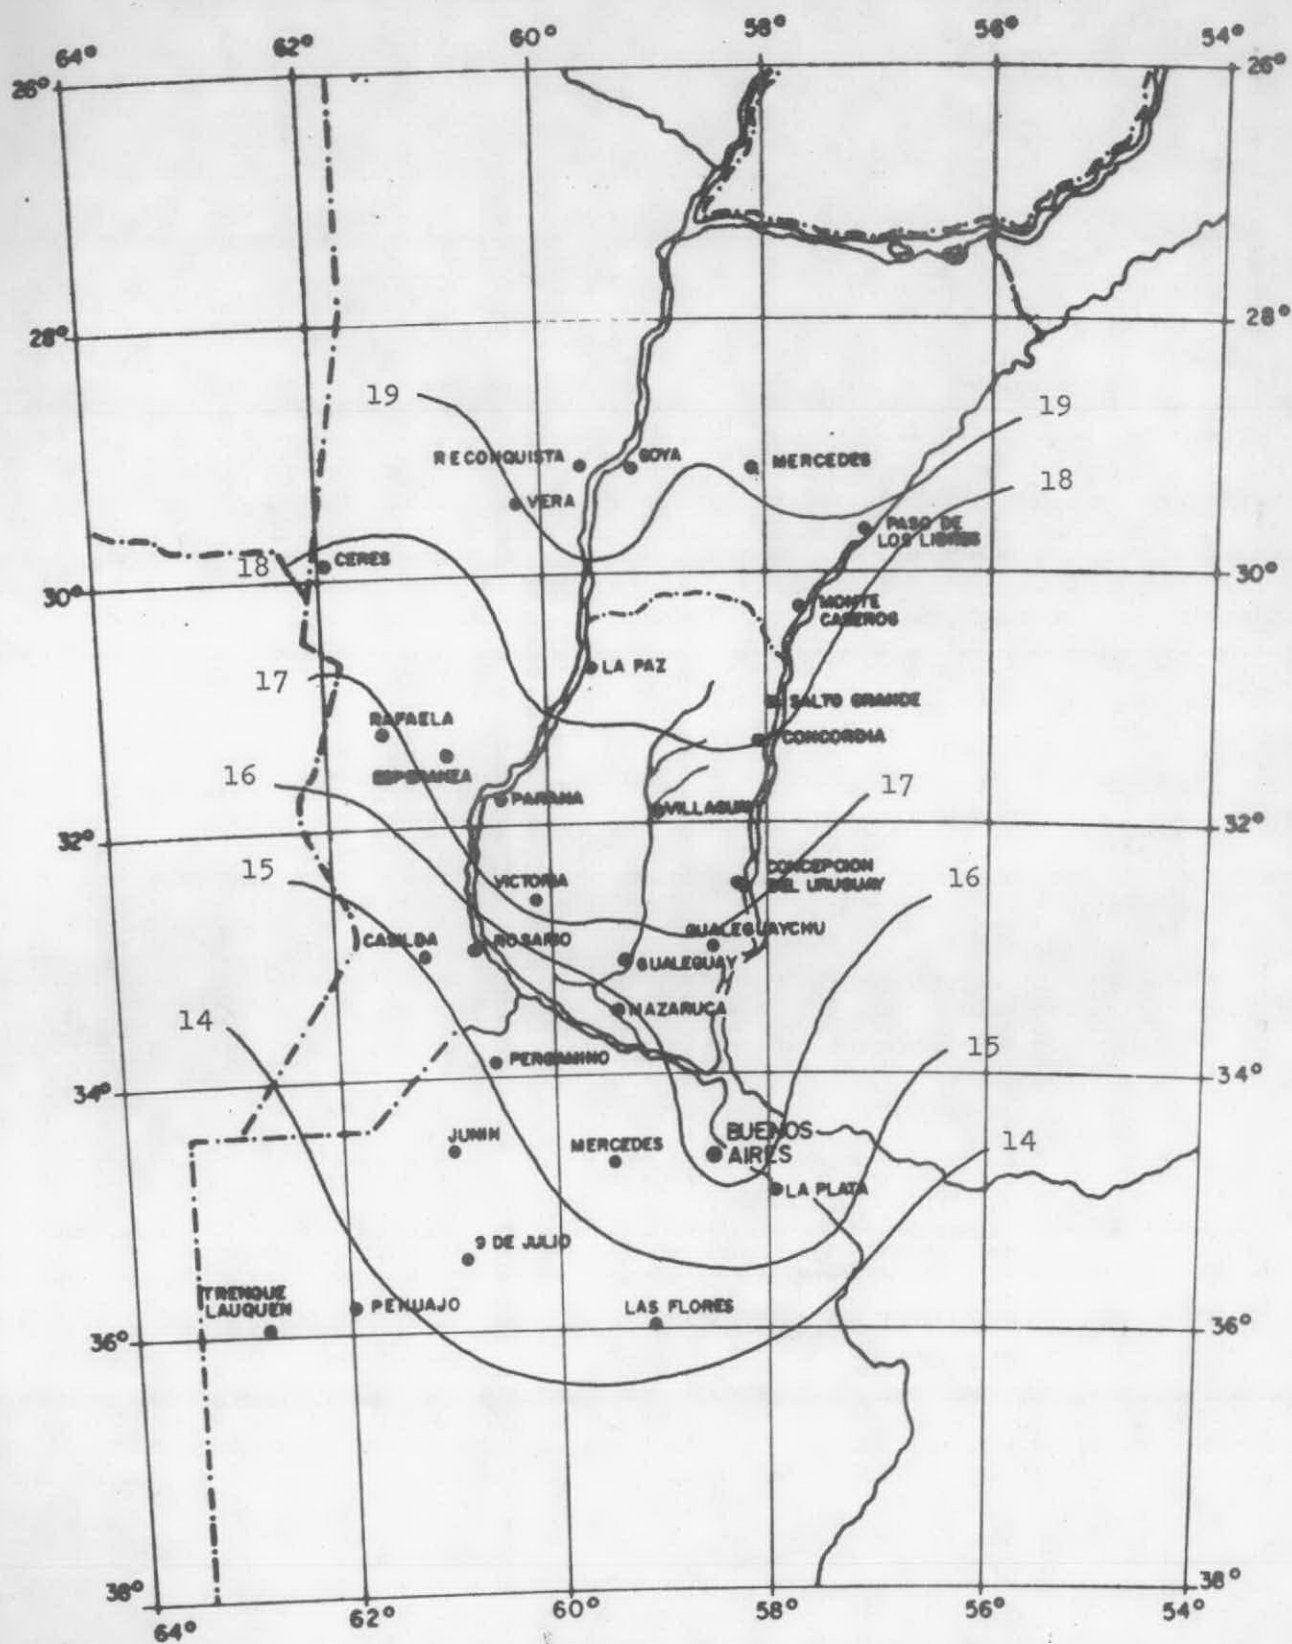 64°
62°
60°
58°
56°
54°
26°
26°
28°
28°
19
19
RECONQUISTA
GOYA
MERCEDES
18
VERA
PASO DE
LOS LIBRES
18
CERES
30°
30°
MONTE
CASEROS
LA PAZ
17
SALTO GRANDE
RAFAELA
CONCORDIA
16
ESPERANZA
17
PARANA
VILLAGUAY
32°
32°
15
VICTORIA
CONCEPCION
DEL URUGUAY
16
CASILDA
ROSARIO
GUALEGUAYCHU
GUALEGUAY
14
MAZARUCA
15
PERGAMINO
34°
34°
JUNIN
MERCEDES
BUENOS
AIRES
14
LA PLATA
9 DE JULIO
TRENQUE
LAUQUEN
PEHUAJO
LAS FLORES
36°
36°
38°
38°
64°
62°
60°
58°
56°
54°